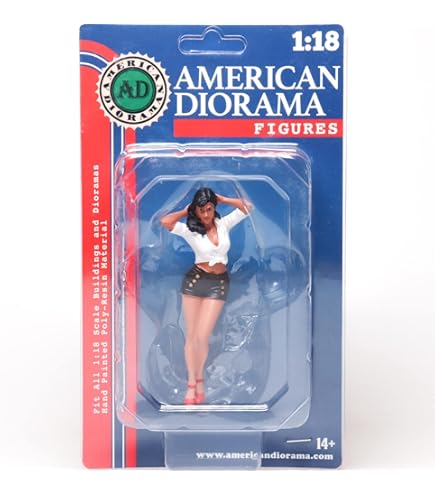 1:18
AMERICAN
DIORAMA
AD
AMERICAN
DIORAMA
FIGURES
Fit All 1:18 Scale Buildings and Dioramas
Hand Painted Poly-Resin Material
14+
www.americandiorama.com